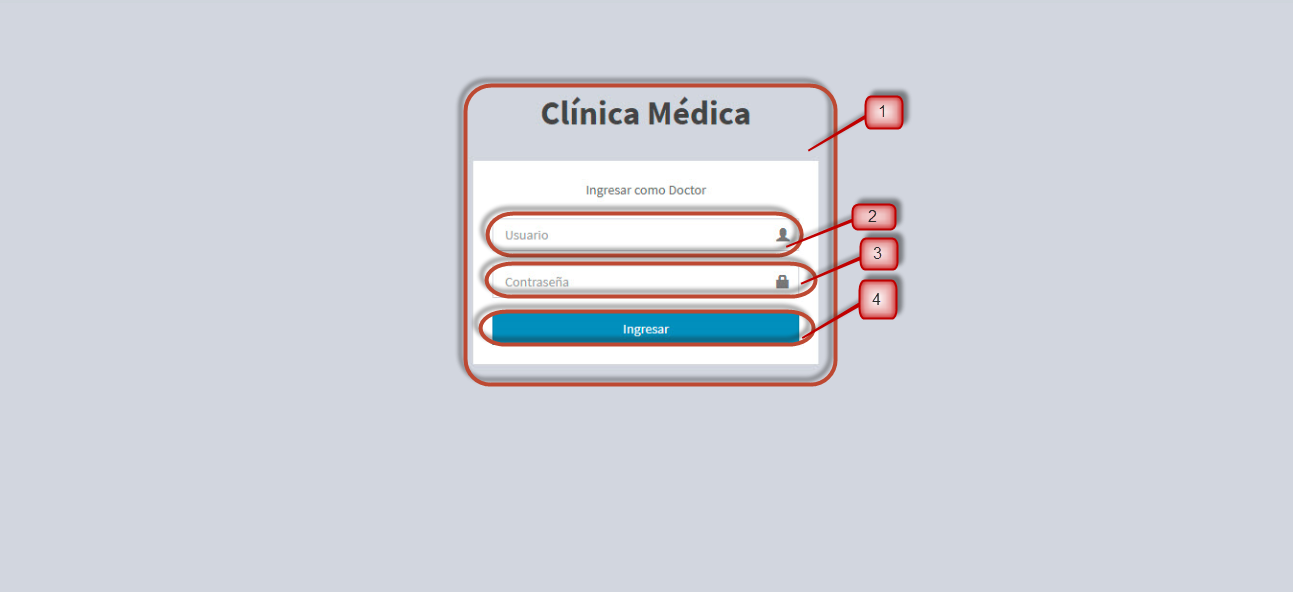 Clínica Médica
1
Ingresar como Doctor
Usuario
2
Contraseña
3
Ingresar
4